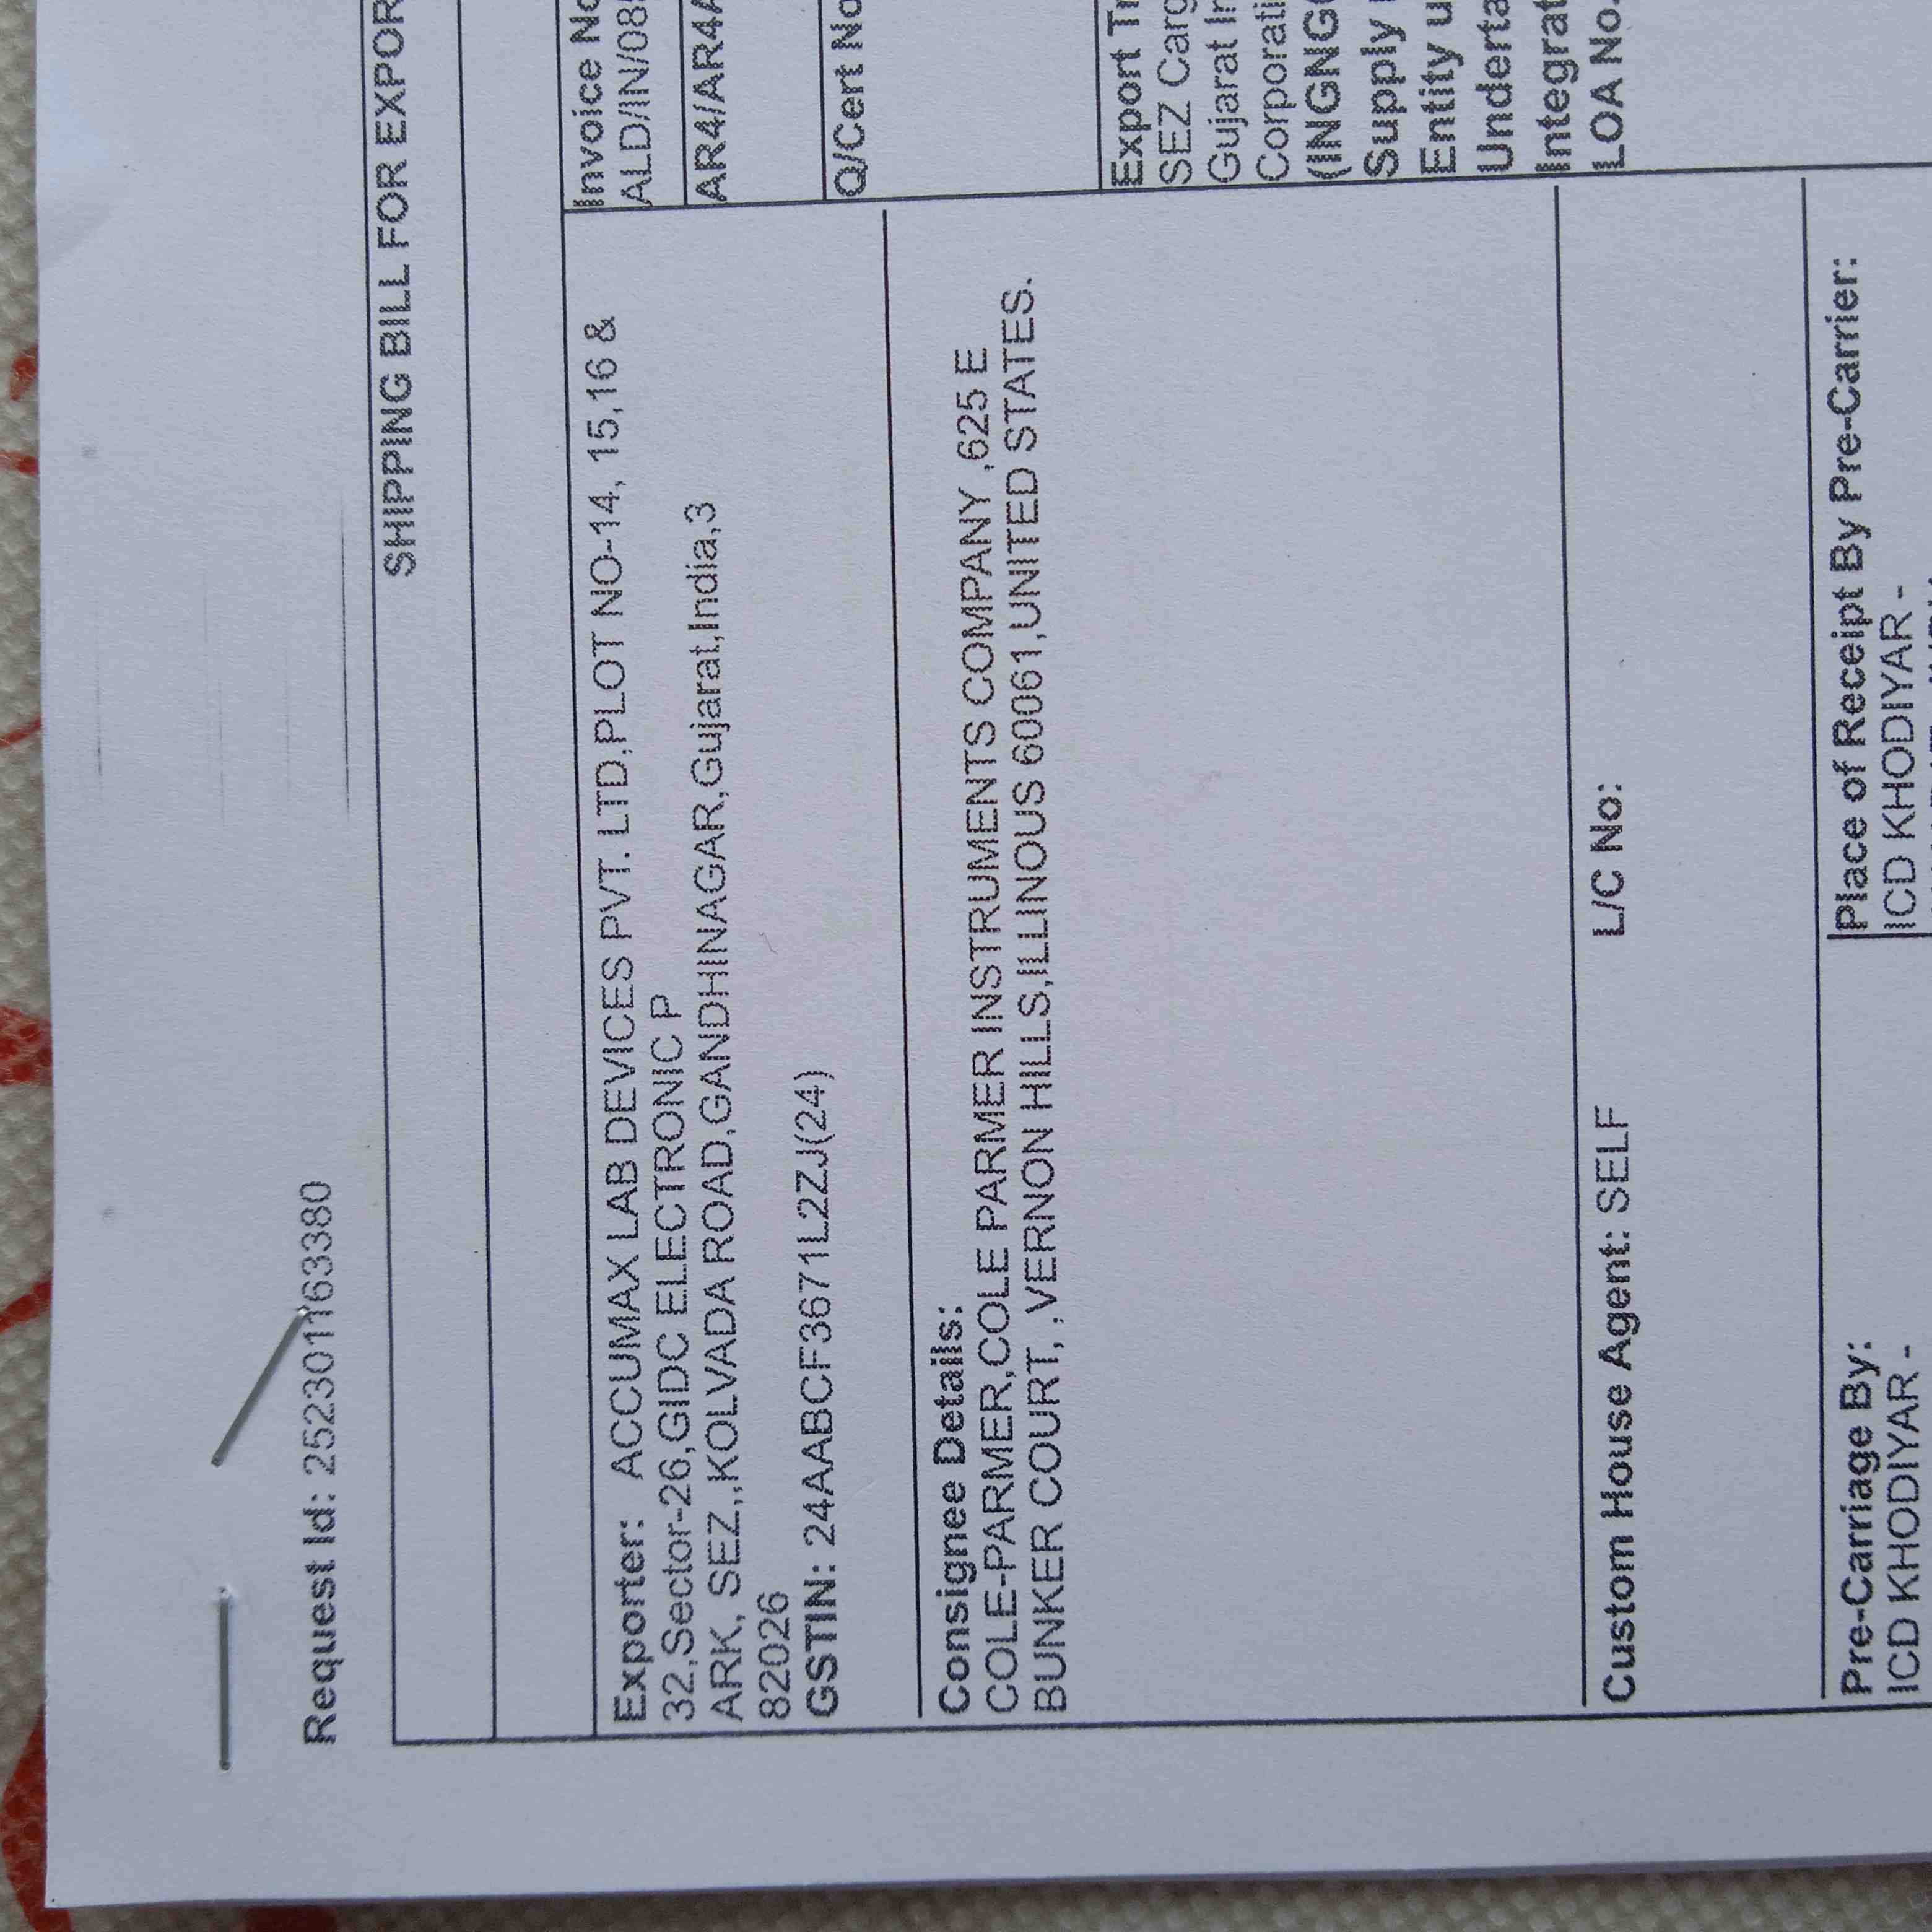 Request Id: 252301163380
SHIPPING BILL FOR EXPOR
Exporter: ACCUMAX LAB DEVICES PVT. LTD,PLOT NO-14, 15,16 &
32,Sector-26,GIDC ELECTRONIC P
ARK, SEZ,,KOLVADA ROAD,GANDHINAGAR,Gujarat,India,3
82026
GSTIN: 24AABCF3671L2ZJ(24)
Invoice No
ALD/IN/08
AR4/AR4A
Q/Cert No
Consignee Details:
COLE-PARMER,COLE PARMER INSTRUMENTS COMPANY ,625 E
BUNKER COURT, ,VERNON HILLS,ILLINOUS 60061,UNITED STATES.
Export Tr
SEZ Carg
Gujarat In
Corporati
(INGNG
Supply
Entity u
Underta
Integrat
LOA No.
Custom House Agent: SELF L/C No:
Pre-Carriage By:
ICD KHODIYAR -
Place of Receipt By Pre-Carrier:
ICD KHODIYAR -